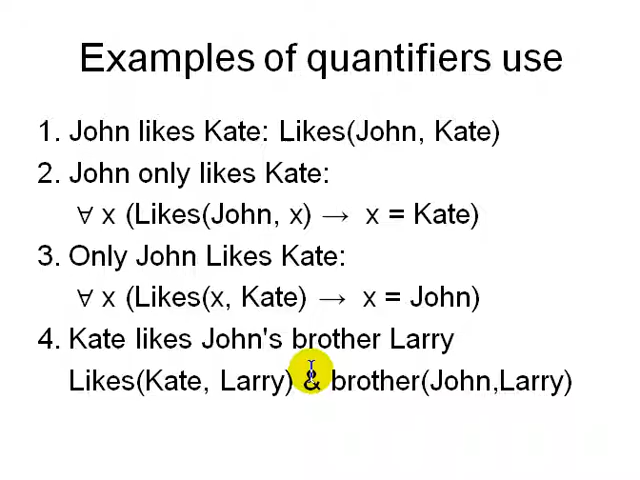 Examples of quantifiers use
1. John likes Kate: Likes(John, Kate)
2. John only likes Kate:
∀ x (Likes(John, x) → x = Kate)
3. Only John Likes Kate:
∀ x (Likes(x, Kate) → x = John)
4. Kate likes John's brother Larry
Likes(Kate, Larry) & brother(John,Larry)